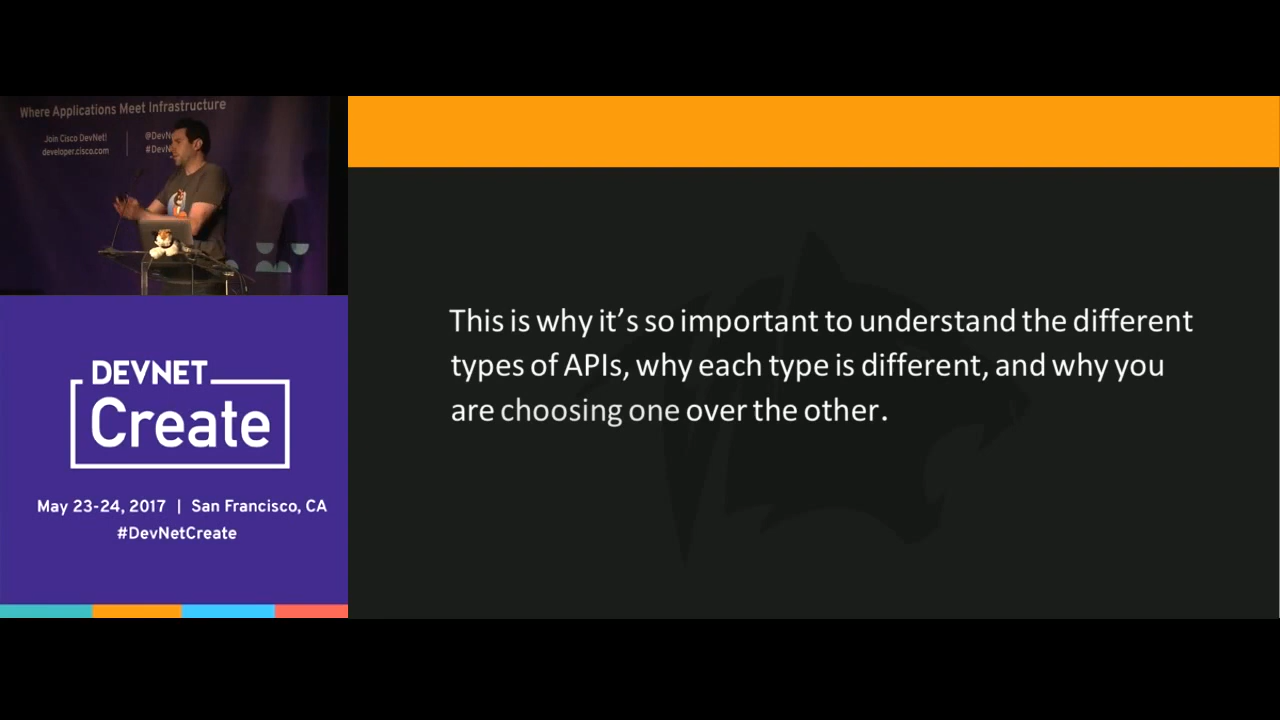 Where Applications Meet Infrastructure
Join Cisco DevNet!
developer.cisco.com
@DevN
#DevN
This is why it’s so important to understand the different
types of APIs, why each type is different, and why you
are choosing one over the other.
DEVNET
Create
May 23-24, 2017 | San Francisco, CA
#DevNetCreate